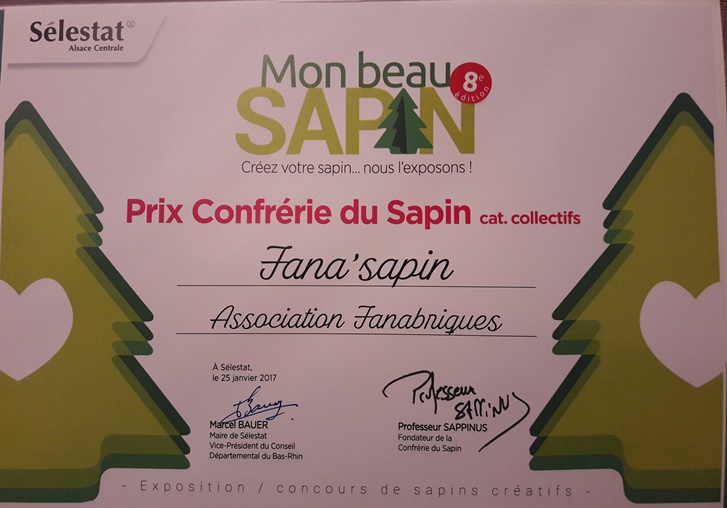 Sélestat
Alsace Centrale
Mon beau
SAPIN
8e
édition
Créez votre sapin... nous l'exposons !
Prix Confrérie du Sapin cat. collectifs
Fana'sapin
Association Fanabriques
À Sélestat,
le 25 janvier 2017
Marcel BAUER
Maire de Sélestat
Vice-Président du Conseil
Départemental du Bas-Rhin
Professeur
SAPPINUS
Professeur SAPPINUS
Fondateur de la
Confrérie du Sapin
- Exposition / concours de sapins créatifs -